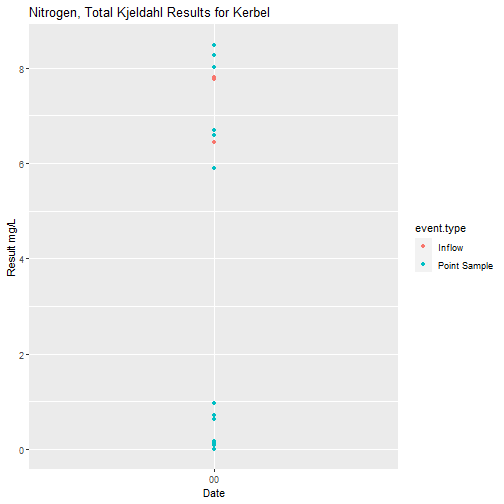 Nitrogen, Total Kjeldahl Results for Kerbel
8
6
4
2
0
Result mg/L
00
Date
event.type
Inflow
Point Sample